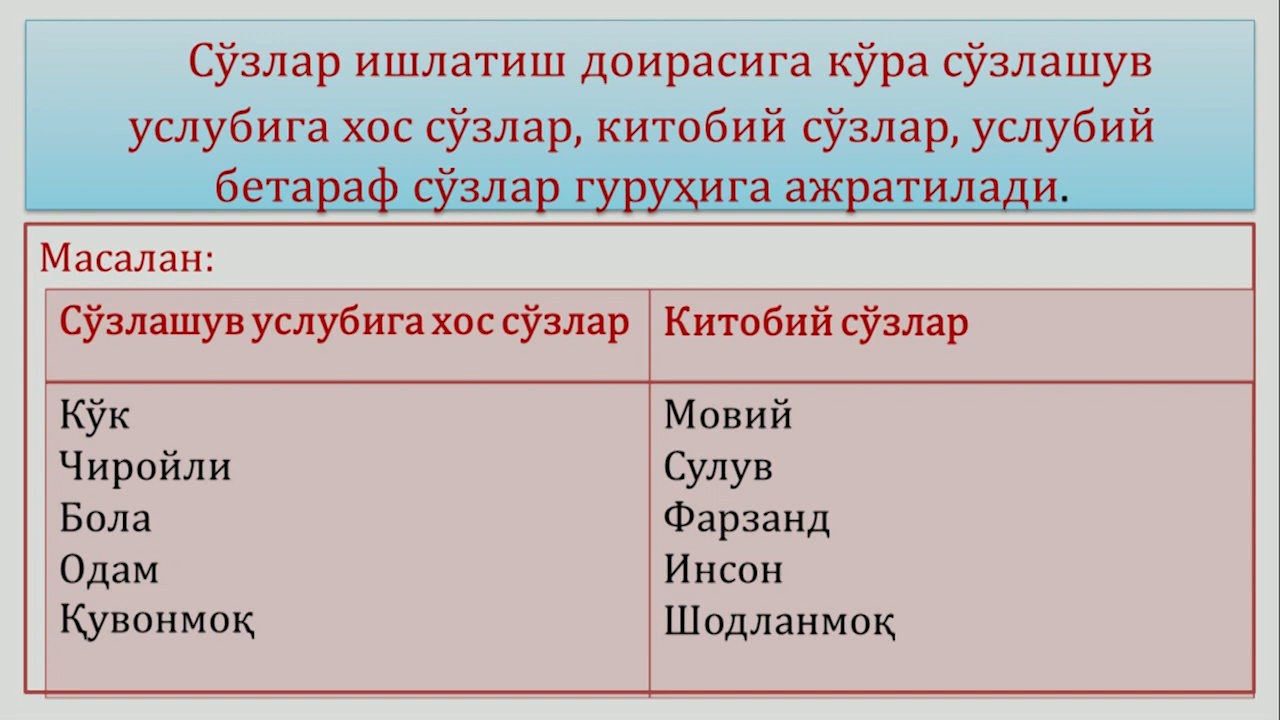 Сўзлар ишлатиш доирасига кўра сўзлашув
услубига хос сўзлар, китобий сўзлар, услубий
бетараф сўзлар гуруҳига ажратилади.
Масалан:
Сўзлашув услубига хос сўзлар
Китобий сўзлар
Кўк
Мовий
Чиройли
Сулув
Бола
Фарзанд
Одам
Инсон
Қувонмоқ
Шодланмоқ